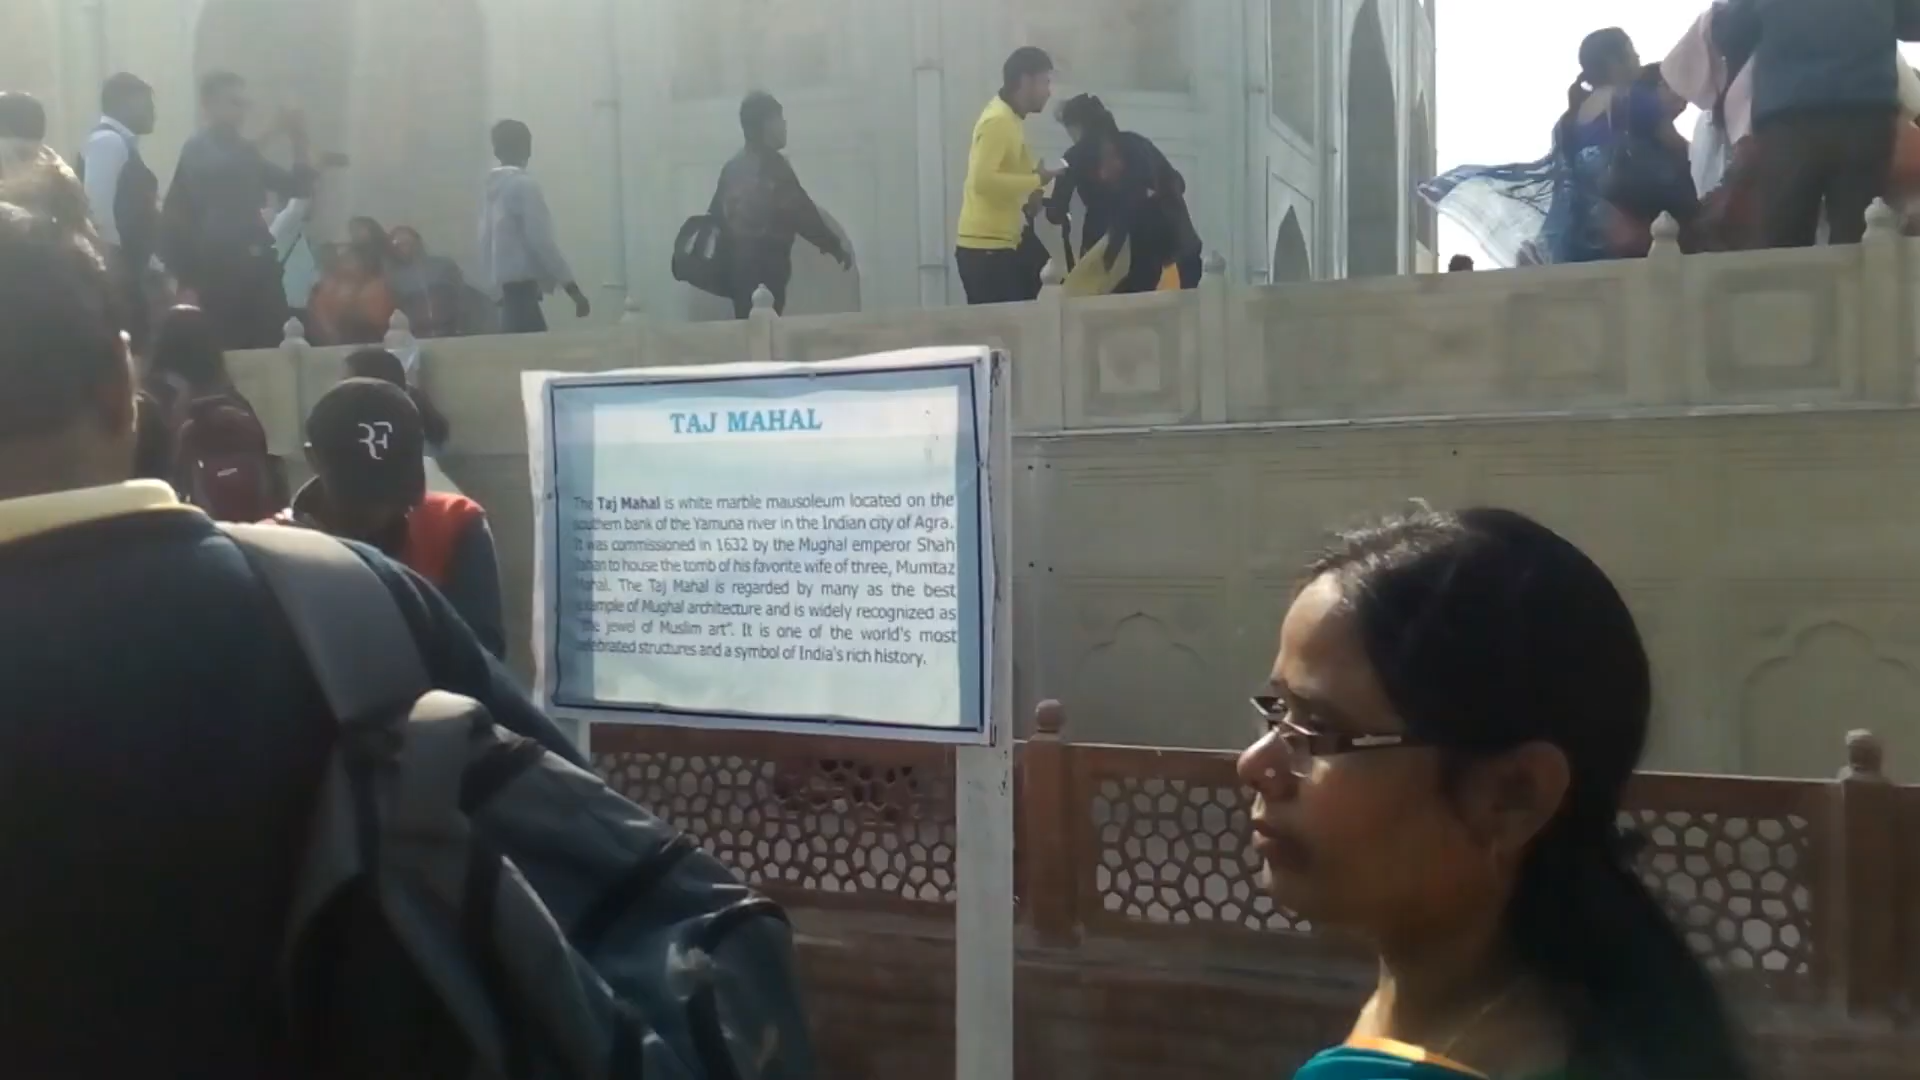 RF
TAJ MAHAL
The Taj Mahal is white marble mausoleum located on the
southern bank of the Yamuna river in the Indian city of Agra.
It was commissioned in 1632 by the Mughal emperor Shah
Jahan to house the tomb of his favorite wife of three, Mumtaz
Mahal. The Taj Mahal is regarded by many as the best
example of Mughal architecture and is widely recognized as
"the jewel of Muslim art". It is one of the world's most
celebrated structures and a symbol of India's rich history.